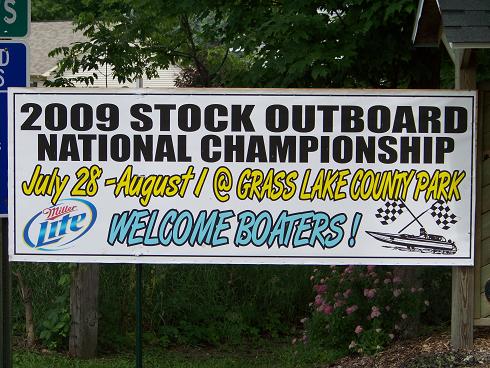 2009 STOCK OUTBOARD
NATIONAL CHAMPIONSHIP
July 28 - August 1 @ GRASS LAKE COUNTY PARK
Miller
Lite
WELCOME BOATERS!
S
D
S